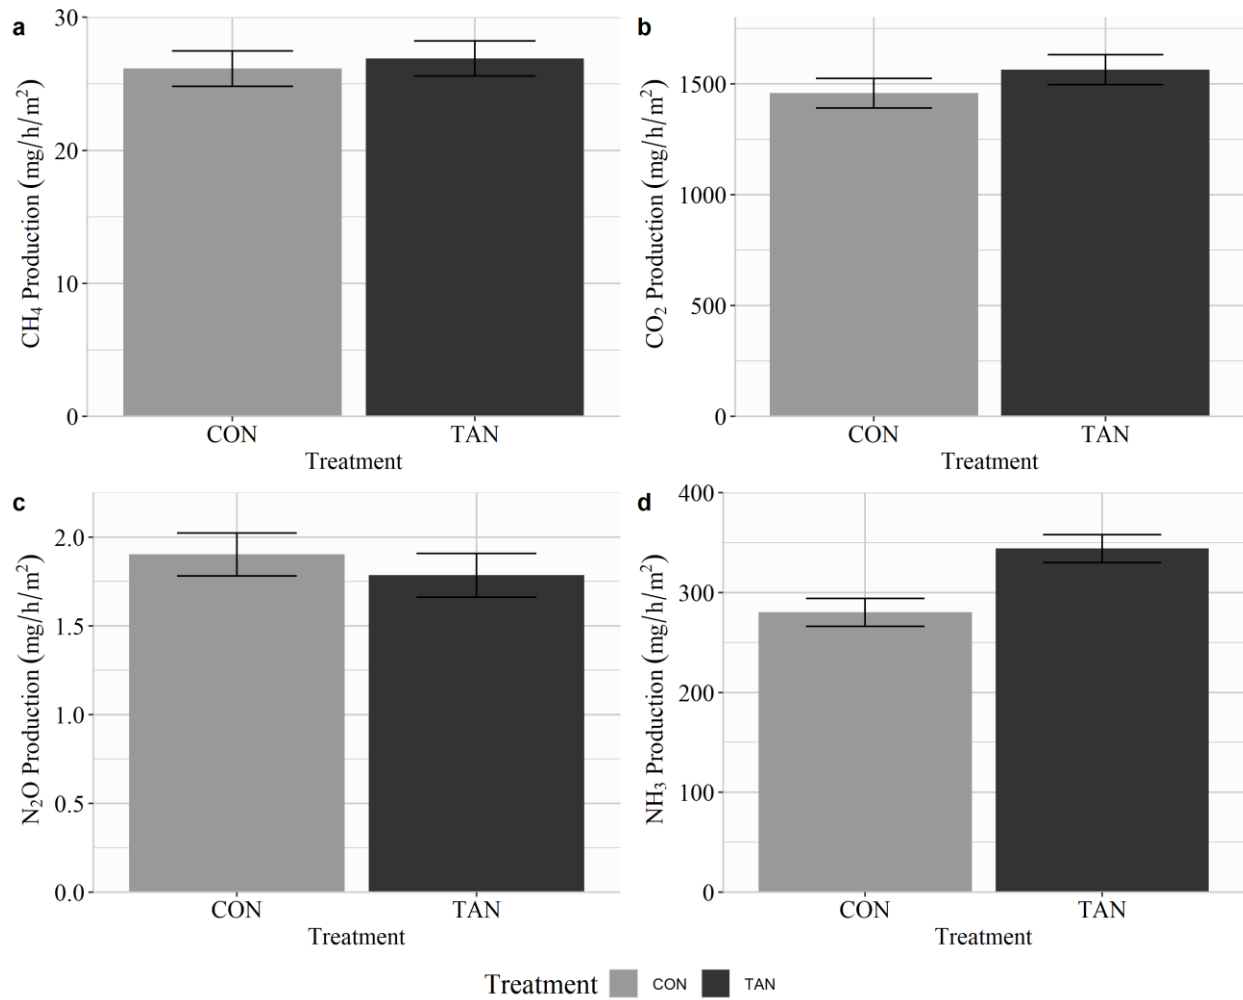 a
CH₄ Production (mg/h/m²)
30
20
10
0
CON TAN
Treatment
b
CO₂ Production (mg/h/m²)
1500
1000
500
0
CON TAN
Treatment
c
N₂O Production (mg/h/m²)
2.0
1.5
1.0
0.5
0.0
CON TAN
Treatment
d
NH₃ Production (mg/h/m²)
400
300
200
100
0
CON TAN
Treatment
Treatment CON TAN